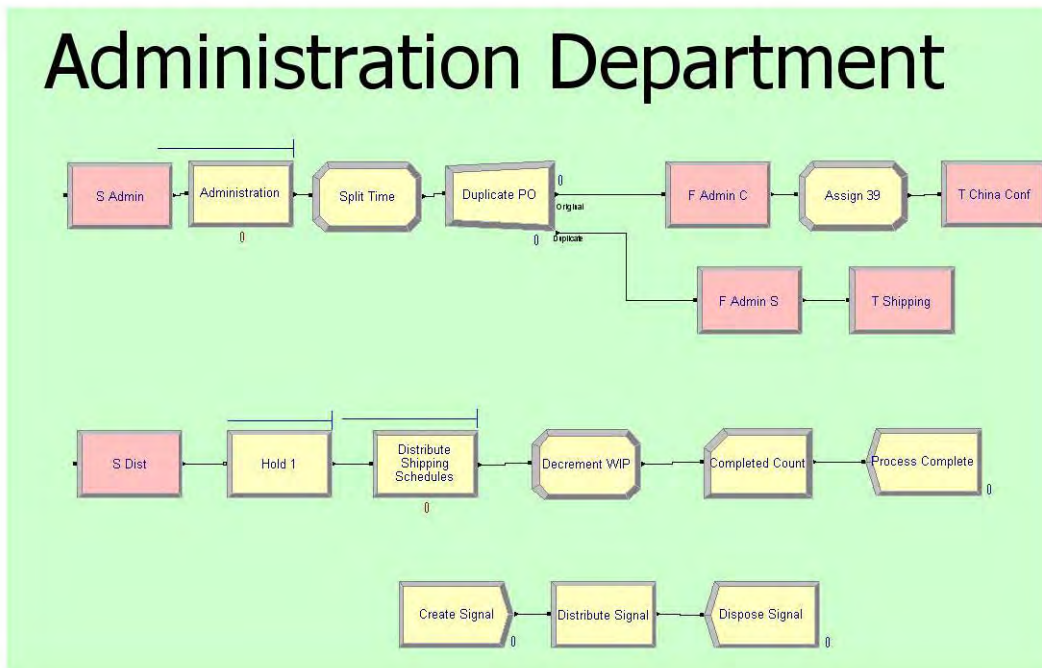 Administration Department
S Admin
Administration
0
Split Time
Duplicate PO
0
Original
0
Duplicate
F Admin C
Assign 39
T China Conf
F Admin S
T Shipping
S Dist
Hold 1
Distribute
Shipping
Schedules
0
Decrement WIP
Completed Count
Process Complete
0
Create Signal
0
Distribute Signal
Dispose Signal
0